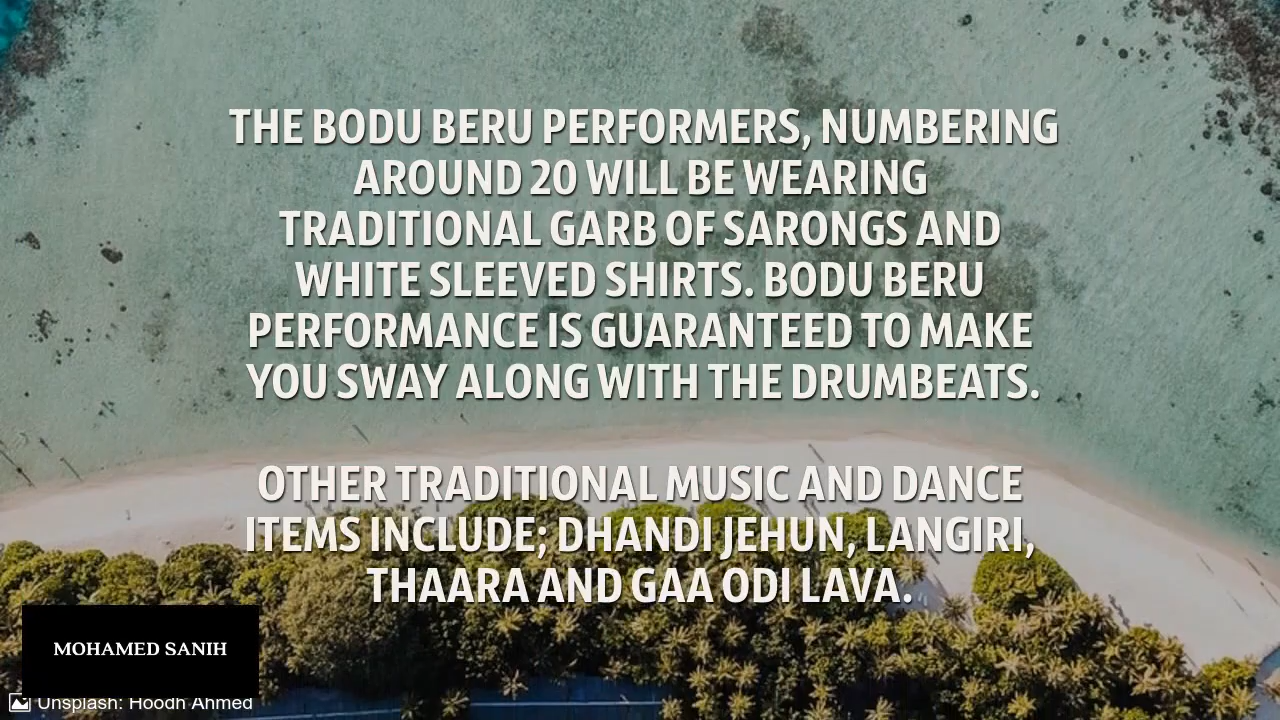 THE BODU BERU PERFORMERS, NUMBERING
AROUND 20 WILL BE WEARING
TRADITIONAL GARB OF SARONGS AND
WHITE SLEEVED SHIRTS. BODU BERU
PERFORMANCE IS GUARANTEED TO MAKE
YOU SWAY ALONG WITH THE DRUMBEATS.
OTHER TRADITIONAL MUSIC AND DANCE
ITEMS INCLUDE; DHANDI JEHUN, LANGIRI,
THAARA AND GAA ODI LAVA.
MOHAMED SANIH
Unsplash: Hoodh Ahmed